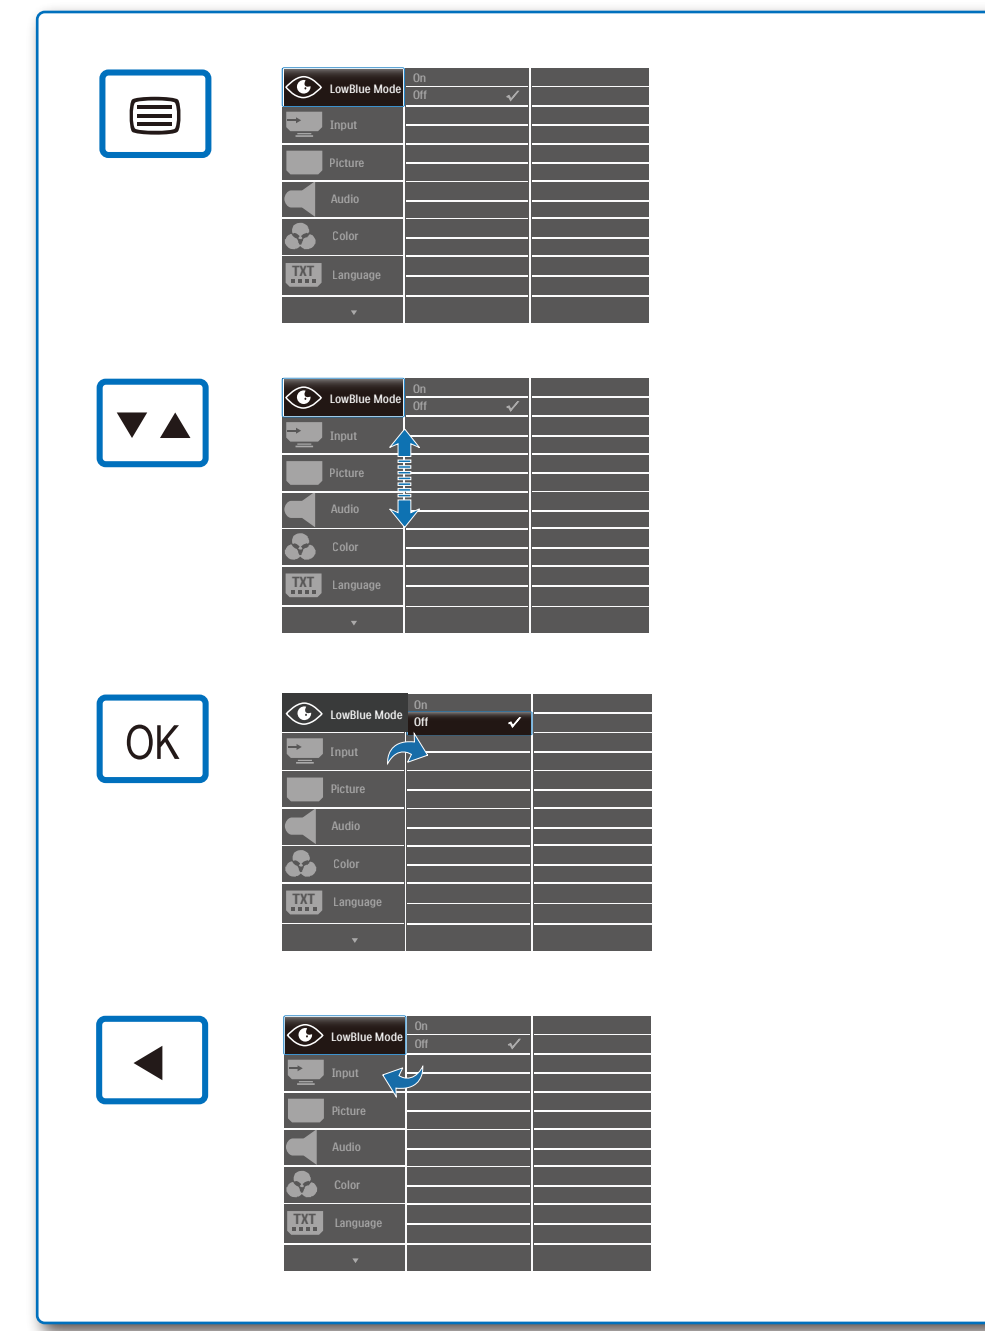 On
LowBlue Mode
Off
Input
Picture
Audio
Color
TXT
Language
On
LowBlue Mode
Off
Input
Picture
Audio
Color
TXT
Language
OK
On
LowBlue Mode
Off
Input
Picture
Audio
Color
TXT
Language
On
LowBlue Mode
Off
Input
Picture
Audio
Color
TXT
Language